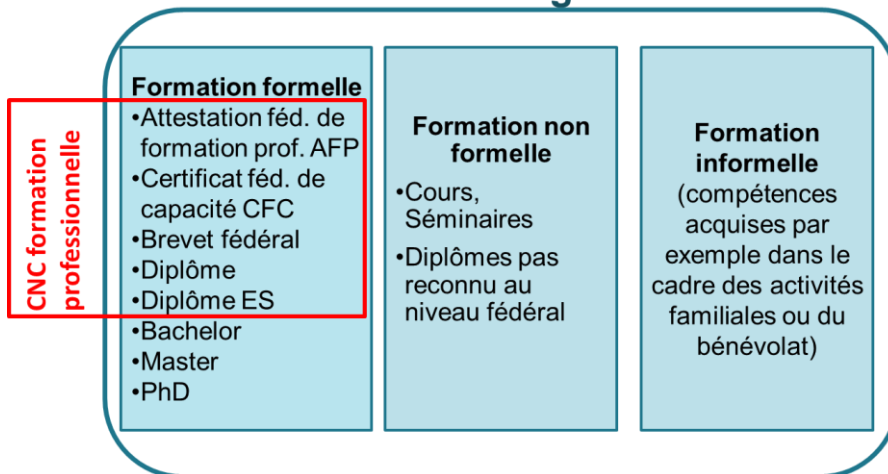 CNC formation
professionnelle
Formation formelle
•Attestation féd. de
formation prof. AFP
•Certificat féd. de
capacité CFC
•Brevet fédéral
•Diplôme
•Diplôme ES
•Bachelor
•Master
•PhD
Formation non
formelle
•Cours,
Séminaires
•Diplômes pas
reconnu au
niveau fédéral
Formation
informelle
(compétences
acquises par
exemple dans le
cadre des activités
familiales ou du
bénévolat)